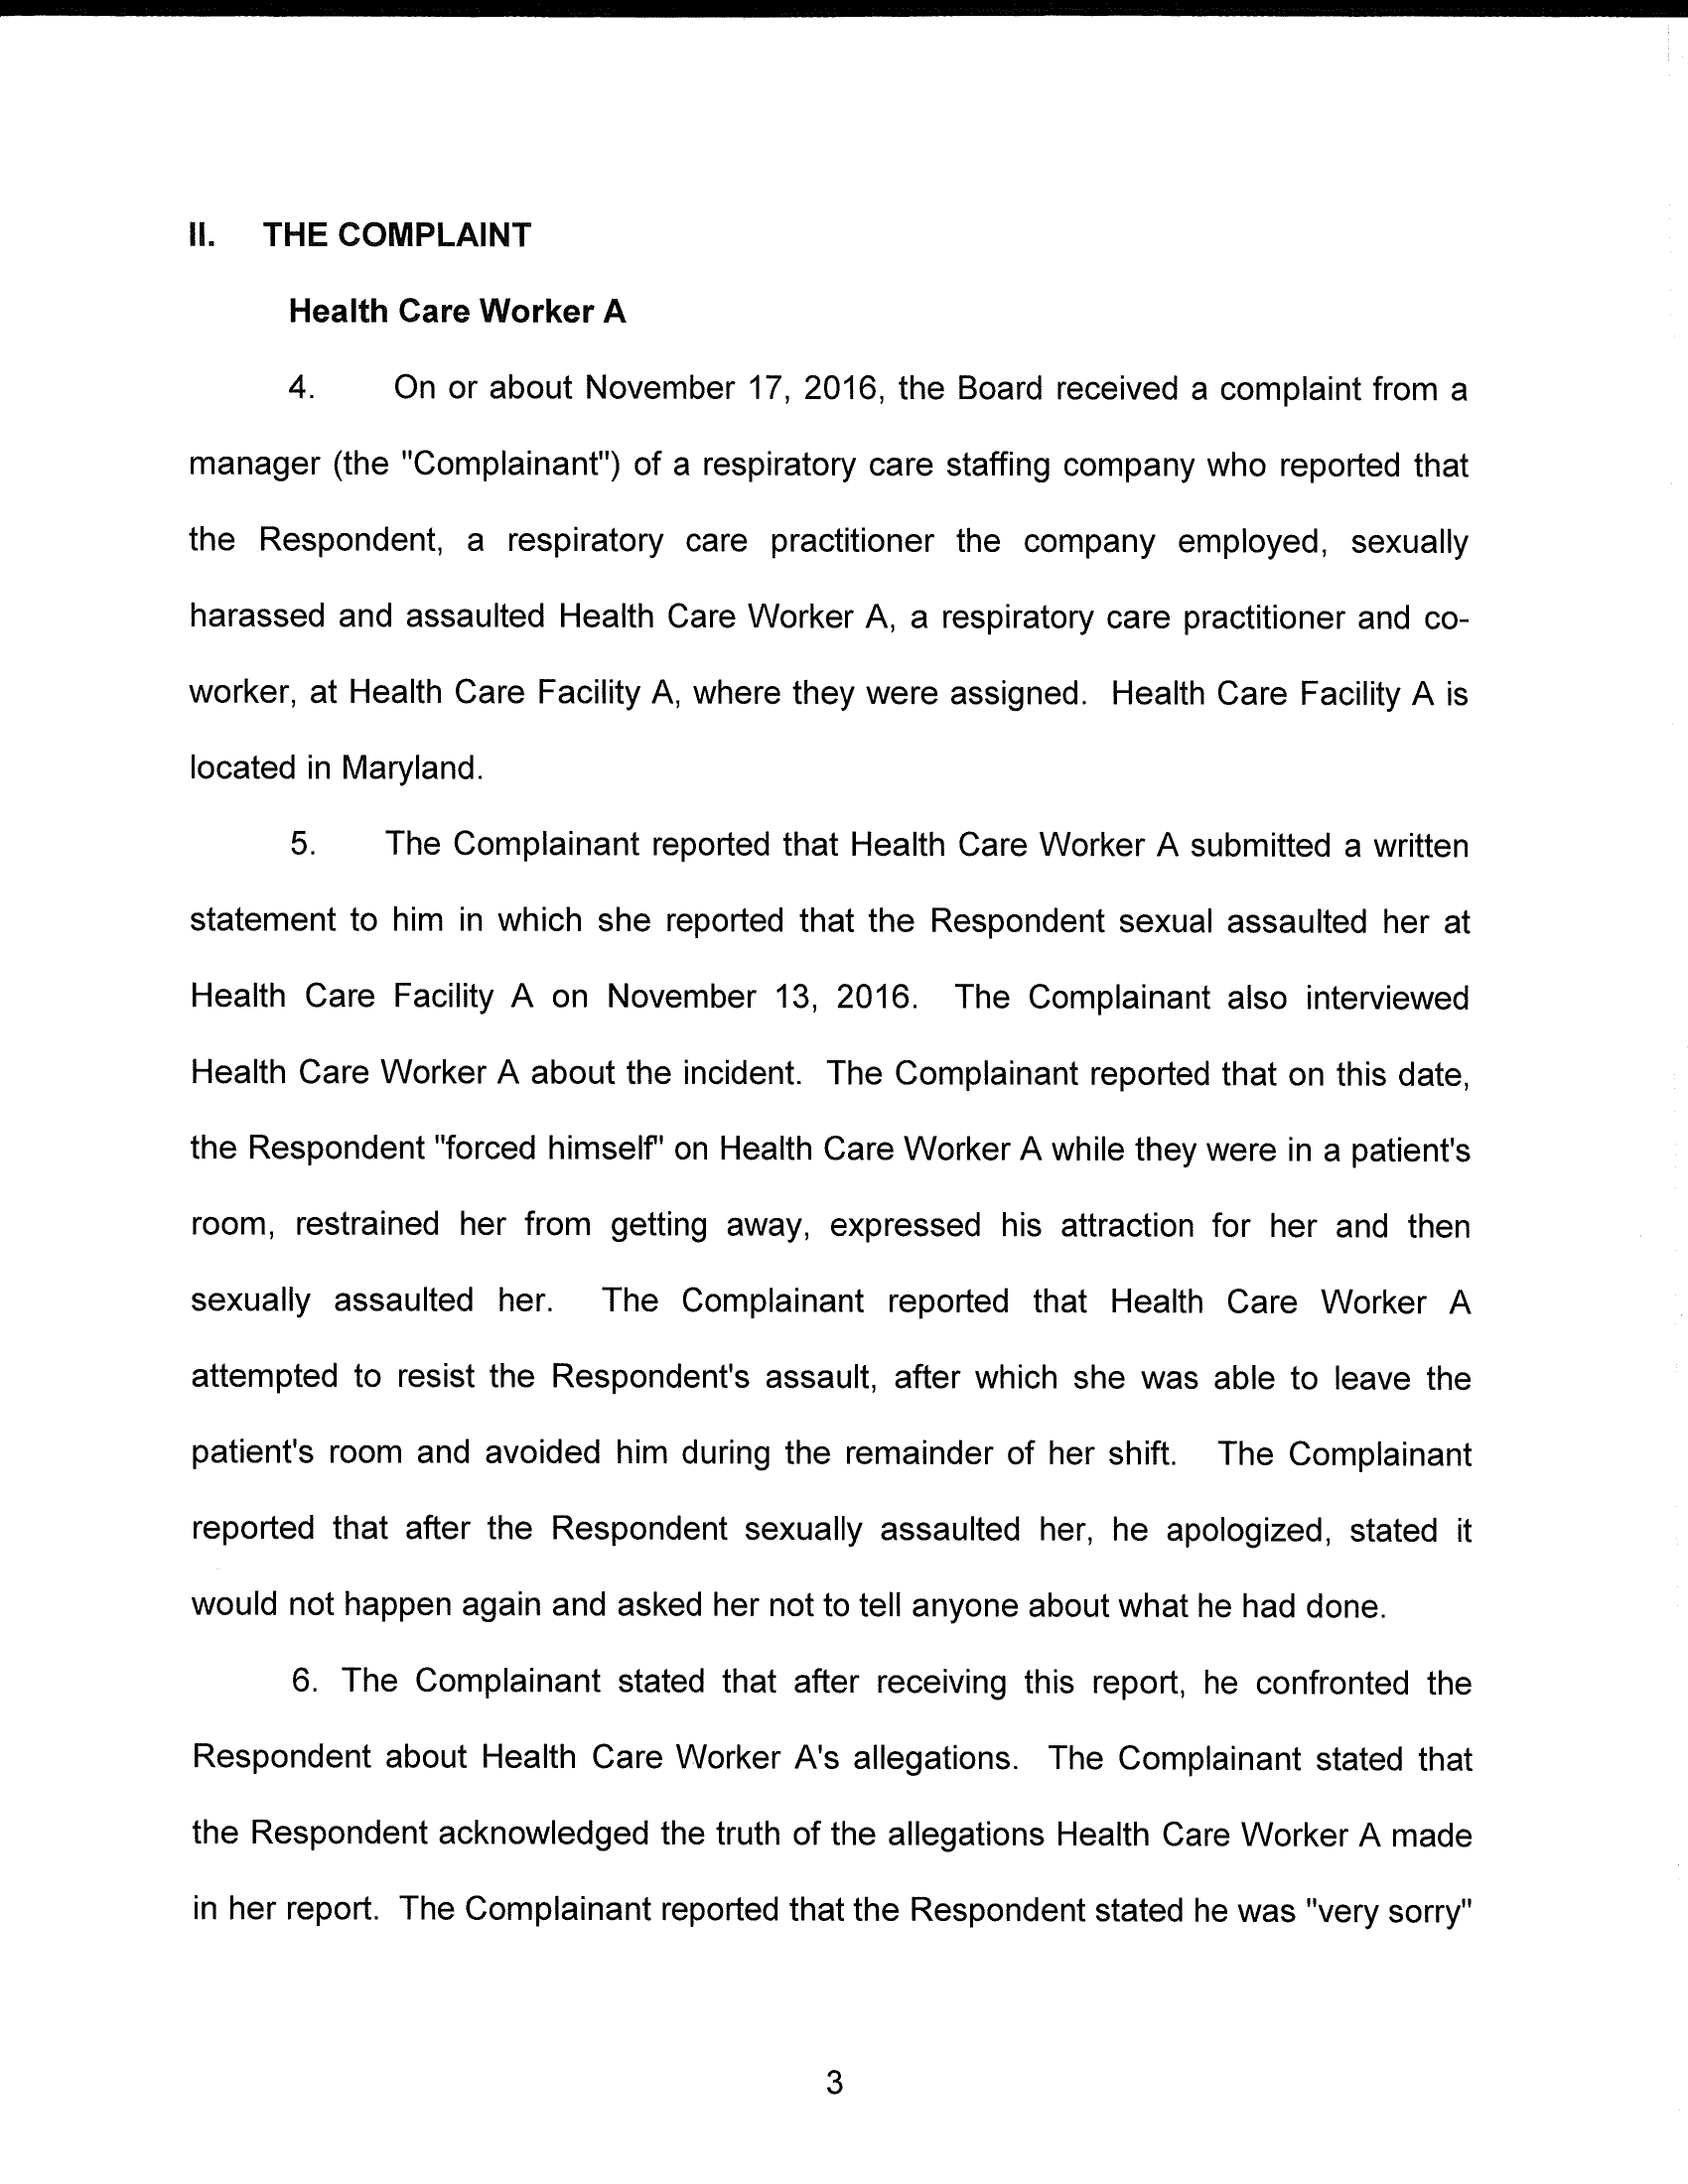 II. THE COMPLAINT
Health Care Worker A
4. On or about November 17, 2016, the Board received a complaint from a
manager (the "Complainant") of a respiratory care staffing company who reported that
the Respondent, a respiratory care practitioner the company employed, sexually
harassed and assaulted Health Care Worker A, a respiratory care practitioner and co-
worker, at Health Care Facility A, where they were assigned. Health Care Facility A is
located in Maryland.
5. The Complainant reported that Health Care Worker A submitted a written
statement to him in which she reported that the Respondent sexual assaulted her at
Health Care Facility A on November 13, 2016. The Complainant also interviewed
Health Care Worker A about the incident. The Complainant reported that on this date,
the Respondent "forced himself" on Health Care Worker A while they were in a patient's
room, restrained her from getting away, expressed his attraction for her and then
sexually assaulted her. The Complainant reported that Health Care Worker A
attempted to resist the Respondent's assault, after which she was able to leave the
patient's room and avoided him during the remainder of her shift. The Complainant
reported that after the Respondent sexually assaulted her, he apologized, stated it
would not happen again and asked her not to tell anyone about what he had done.
6. The Complainant stated that after receiving this report, he confronted the
Respondent about Health Care Worker A's allegations. The Complainant stated that
the Respondent acknowledged the truth of the allegations Health Care Worker A made
in her report. The Complainant reported that the Respondent stated he was "very sorry"
3